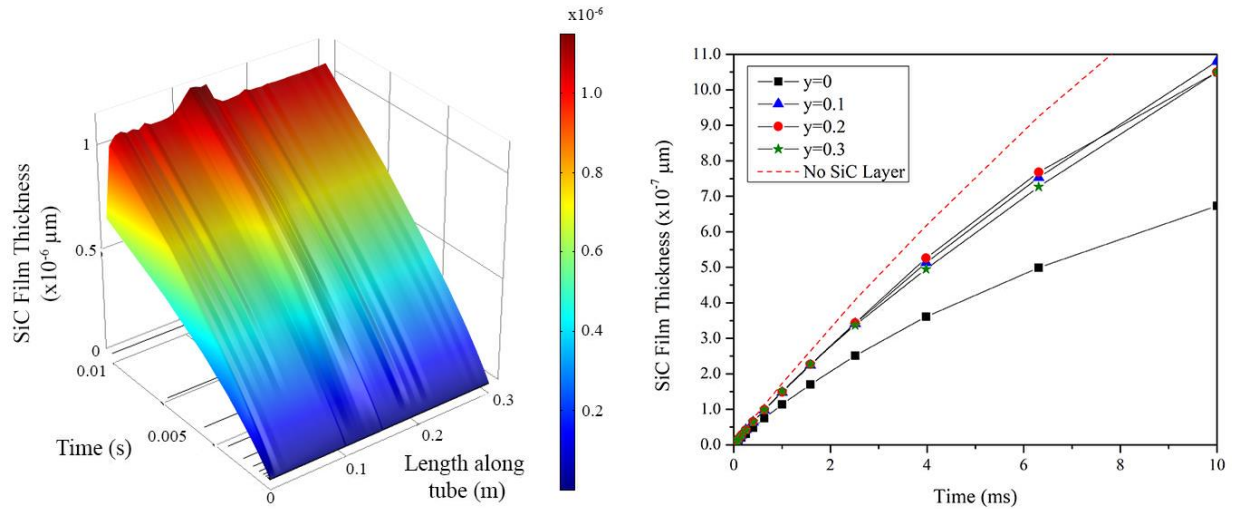 x10⁻⁶
1.0
0.8
0.6
0.4
0.2
SiC Film Thickness
(x10⁻⁶ μm)
1
0.5
0
0.01
0.005
0
Time (s)
0.1
0.2
0.3
Length along
tube (m)
SiC Film Thickness (x10⁻⁷ μm)
11.0
10.0
9.0
8.0
7.0
6.0
5.0
4.0
3.0
2.0
1.0
0.0
y=0
y=0.1
y=0.2
y=0.3
No SiC Layer
0 2 4 6 8 10
Time (ms)